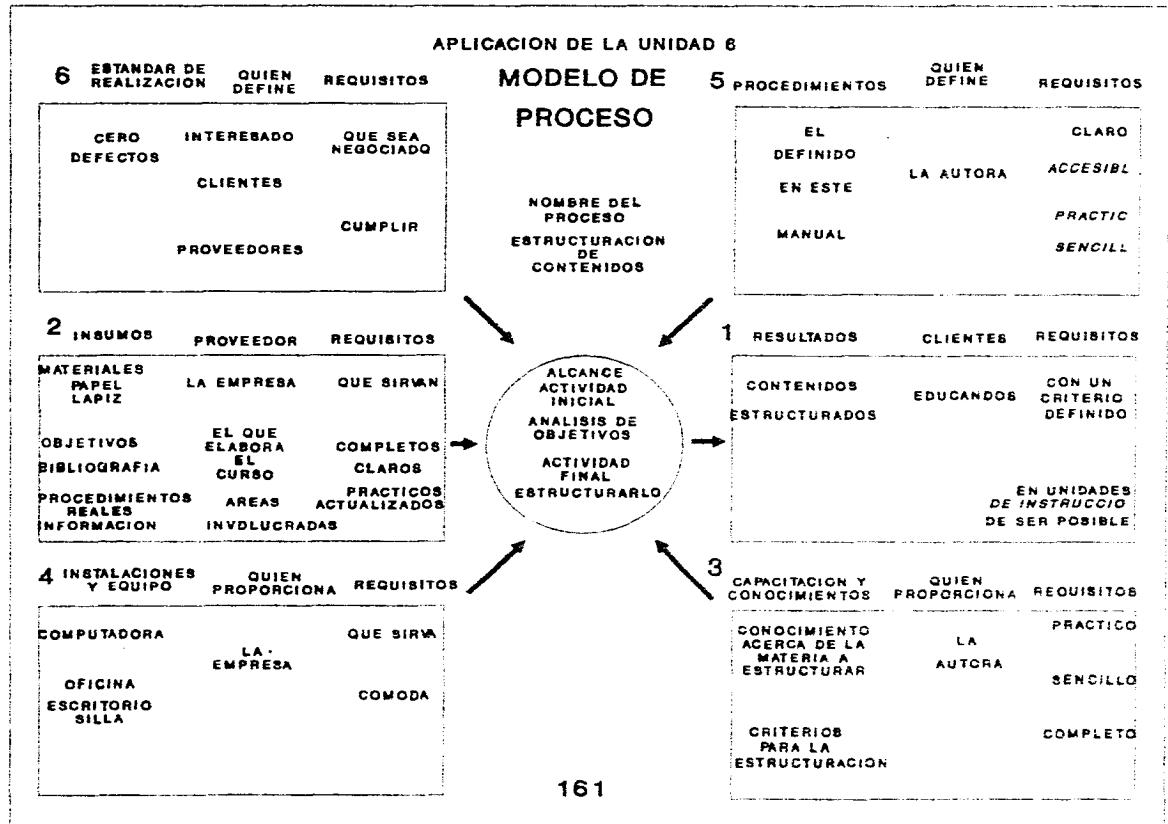 APLICACION DE LA UNIDAD 6
MODELO DE
PROCESO
NOMBRE DEL
PROCESO
ESTRUCTURACION
DE
CONTENIDOS
6 ESTANDAR DE REALIZACION QUIEN DEFINE REQUISITOS
CERO DEFECTOS
INTERESADO
CLIENTES
PROVEEDORES
QUE SEA
NEGOCIADO
CUMPLIR
5 PROCEDIMIENTOS QUIEN DEFINE REQUISITOS
EL
DEFINIDO
EN ESTE
MANUAL
LA AUTORA
CLARO
ACCESIBL
PRACTIC
SENCILL
2 INSUMOS PROVEEDOR REQUISITOS
MATERIALES
PAPEL
LAPIZ
LA EMPRESA
QUE SIRVAN
OBJETIVOS
BIBLIOGRAFIA
EL QUE
ELABORA
EL
CURSO
COMPLETOS
CLAROS
PROCEDIMIENTOS
REALES
INFORMACION
AREAS
INVOLUCRADAS
PRACTICOS
ACTUALIZADOS
ALCANCE
ACTIVIDAD
INICIAL
ANALISIS DE
OBJETIVOS
ACTIVIDAD
FINAL
ESTRUCTURARLO
1 RESULTADOS CLIENTES REQUISITOS
CONTENIDOS
ESTRUCTURADOS
EDUCANDOS
CON UN
CRITERIO
DEFINIDO
EN UNIDADES
DE INSTRUCCIO
DE SER POSIBLE
4 INSTALACIONES Y EQUIPO QUIEN PROPORCIONA REQUISITOS
COMPUTADORA
OFICINA
ESCRITORIO
SILLA
LA
EMPRESA
QUE SIRVA
COMODA
3 CAPACITACION Y CONOCIMIENTOS QUIEN PROPORCIONA REQUISITOS
CONOCIMIENTO
ACERCA DE LA
MATERIA A
ESTRUCTURAR
CRITERIOS
PARA LA
ESTRUCTURACION
LA
AUTORA
PRACTICO
SENCILLO
COMPLETO
161